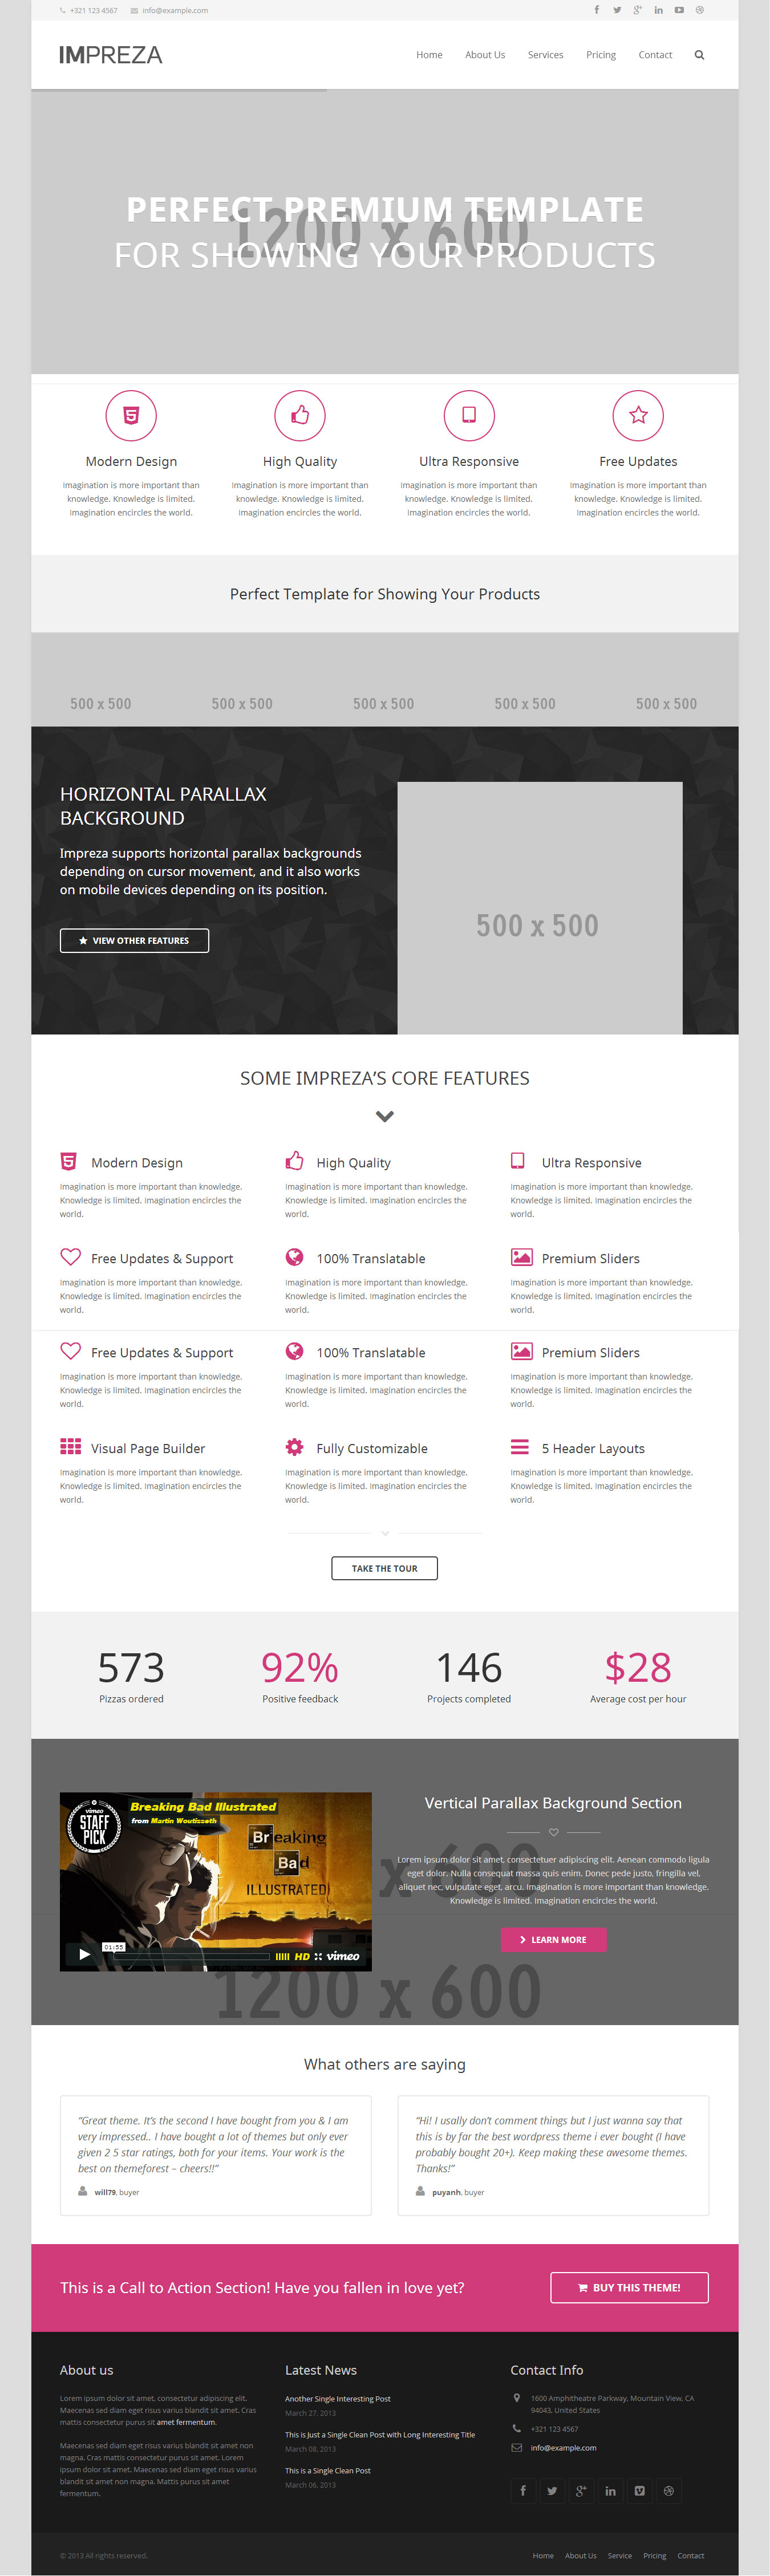 +321 123 4567 info@example.com
IMPREZA
Home About Us Services Pricing Contact
1200 x 600
PERFECT PREMIUM TEMPLATE
FOR SHOWING YOUR PRODUCTS
Modern Design High Quality Ultra Responsive Free Updates
Imagination is more important than Imagination is more important than Imagination is more important than Imagination is more important than
knowledge. Knowledge is limited. knowledge. Knowledge is limited. knowledge. Knowledge is limited. knowledge. Knowledge is limited.
Imagination encircles the world. Imagination encircles the world. Imagination encircles the world. Imagination encircles the world.
Perfect Template for Showing Your Products
500 x 500 500 x 500 500 x 500 500 x 500 500 x 500
HORIZONTAL PARALLAX
BACKGROUND
Impreza supports horizontal parallax backgrounds
depending on cursor movement, and it also works
on mobile devices depending on its position.
VIEW OTHER FEATURES
500 x 500
SOME IMPREZA'S CORE FEATURES
Modern Design High Quality Ultra Responsive
Imagination is more important than knowledge. Imagination is more important than knowledge. Imagination is more important than knowledge.
Knowledge is limited. Imagination encircles the Knowledge is limited. Imagination encircles the Knowledge is limited. Imagination encircles the
world. world. world.
Free Updates & Support 100% Translatable Premium Sliders
Imagination is more important than knowledge. Imagination is more important than knowledge. Imagination is more important than knowledge.
Knowledge is limited. Imagination encircles the Knowledge is limited. Imagination encircles the Knowledge is limited. Imagination encircles the
world. world. world.
Free Updates & Support 100% Translatable Premium Sliders
Imagination is more important than knowledge. Imagination is more important than knowledge. Imagination is more important than knowledge.
Knowledge is limited. Imagination encircles the Knowledge is limited. Imagination encircles the Knowledge is limited. Imagination encircles the
world. world. world.
Visual Page Builder Fully Customizable 5 Header Layouts
Imagination is more important than knowledge. Imagination is more important than knowledge. Imagination is more important than knowledge.
Knowledge is limited. Imagination encircles the Knowledge is limited. Imagination encircles the Knowledge is limited. Imagination encircles the
world. world. world.
TAKE THE TOUR
573 92% 146 $28
Pizzas ordered Positive feedback Projects completed Average cost per hour
vimeo
STAFF
PICK
Breaking Bad Illustrated
from Martin Woutisseth
Breaking
Bad
ILLUSTRATED!
01:55
HD vimeo
Vertical Parallax Background Section
x 600
Lorem ipsum dolor sit amet, consectetuer adipiscing elit. Aenean commodo ligula
eget dolor. Nulla consequat massa quis enim. Donec pede justo, fringilla vel,
aliquet nec, vulputate eget, arcu. Imagination is more important than knowledge.
Knowledge is limited. Imagination encircles the world.
LEARN MORE
1200 x 600
What others are saying
“Great theme. It’s the second I have bought from you & I am
very impressed.. I have bought a lot of themes but only ever
given 2 5 star ratings, both for your items. Your work is the
best on themeforest – cheers!!”
will79, buyer
“Hi! I usally don’t comment things but I just wanna say that
this is by far the best wordpress theme i ever bought (I have
probably bought 20+). Keep making these awesome themes.
Thanks!”
puyanh, buyer
This is a Call to Action Section! Have you fallen in love yet?
BUY THIS THEME!
About us
Lorem ipsum dolor sit amet, consectetur adipiscing elit.
Maecenas sed diam eget risus varius blandit sit amet. Cras
mattis consectetur purus sit amet fermentum.
Maecenas sed diam eget risus varius blandit sit amet non
magna. Cras mattis consectetur purus sit amet. Lorem
ipsum dolor sit amet. Maecenas sed diam eget risus varius
blandit sit amet non magna. Mattis purus sit amet
fermentum.
Latest News
Another Single Interesting Post
March 27, 2013
This is Just a Single Clean Post with Long Interesting Title
March 08, 2013
This is a Single Clean Post
March 06, 2013
Contact Info
1600 Amphitheatre Parkway, Mountain View, CA
94043, United States
+321 123 4567
info@example.com
© 2013 All rights reserved.
Home About Us Service Pricing Contact